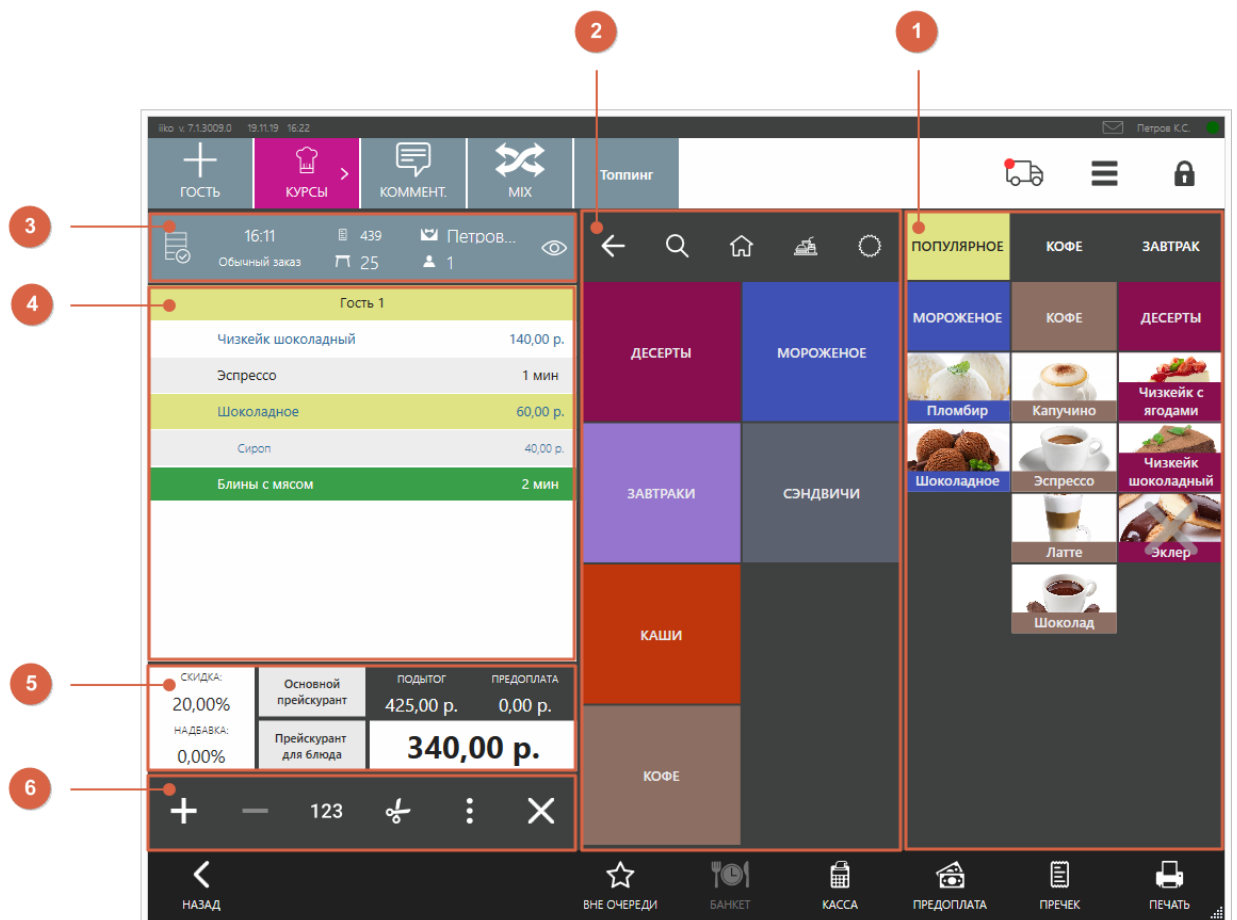 2
1
iiko v. 7.1.3009.0 19.11.19 16:22
Петров К.С.
ГОСТЬ
КУРСЫ
КОММЕНТ.
MIX
Топпинг
3
16:11
439
Петров...
Обычный заказ
25
1
4
Гость 1
Чизкейк шоколадный 140,00 р.
Эспрессо 1 мин
Шоколадное 60,00 р.
Сироп 40,00 р.
Блины с мясом 2 мин
5
СКИДКА:
20,00%
НАДБАВКА:
0,00%
Основной
прейскурант
Прейскурант
для блюда
ПОДЫТОГ
425,00 р.
ПРЕДОПЛАТА
0,00 р.
340,00 р.
6
123
ДЕСЕРТЫ
МОРОЖЕНОЕ
ЗАВТРАКИ
СЭНДВИЧИ
КАШИ
КОФЕ
ПОПУЛЯРНОЕ
КОФЕ
ЗАВТРАК
МОРОЖЕНОЕ
КОФЕ
ДЕСЕРТЫ
Пломбир
Капучино
Чизкейк с
ягодами
Шоколадное
Эспрессо
Чизкейк
шоколадный
Латте
Эклер
Шоколад
НАЗАД
ВНЕ ОЧЕРЕДИ
БАНКЕТ
КАССА
ПРЕДОПЛАТА
ПРЕЧЕК
ПЕЧАТЬ